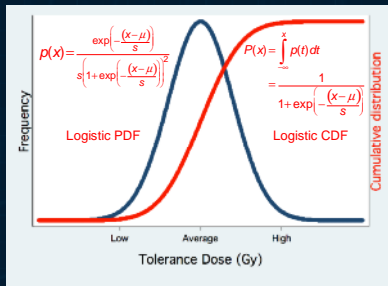 p(x) = exp(-(x-μ)/s) / s(1+exp(-(x-μ)/s))²
P(x) = ∫_{-∞}^{x} p(t)dt
= 1 / 1+exp(-(x-μ)/s)
Logistic PDF
Logistic CDF
Frequency
Cumulative distribution
Low
Average
High
Tolerance Dose (Gy)